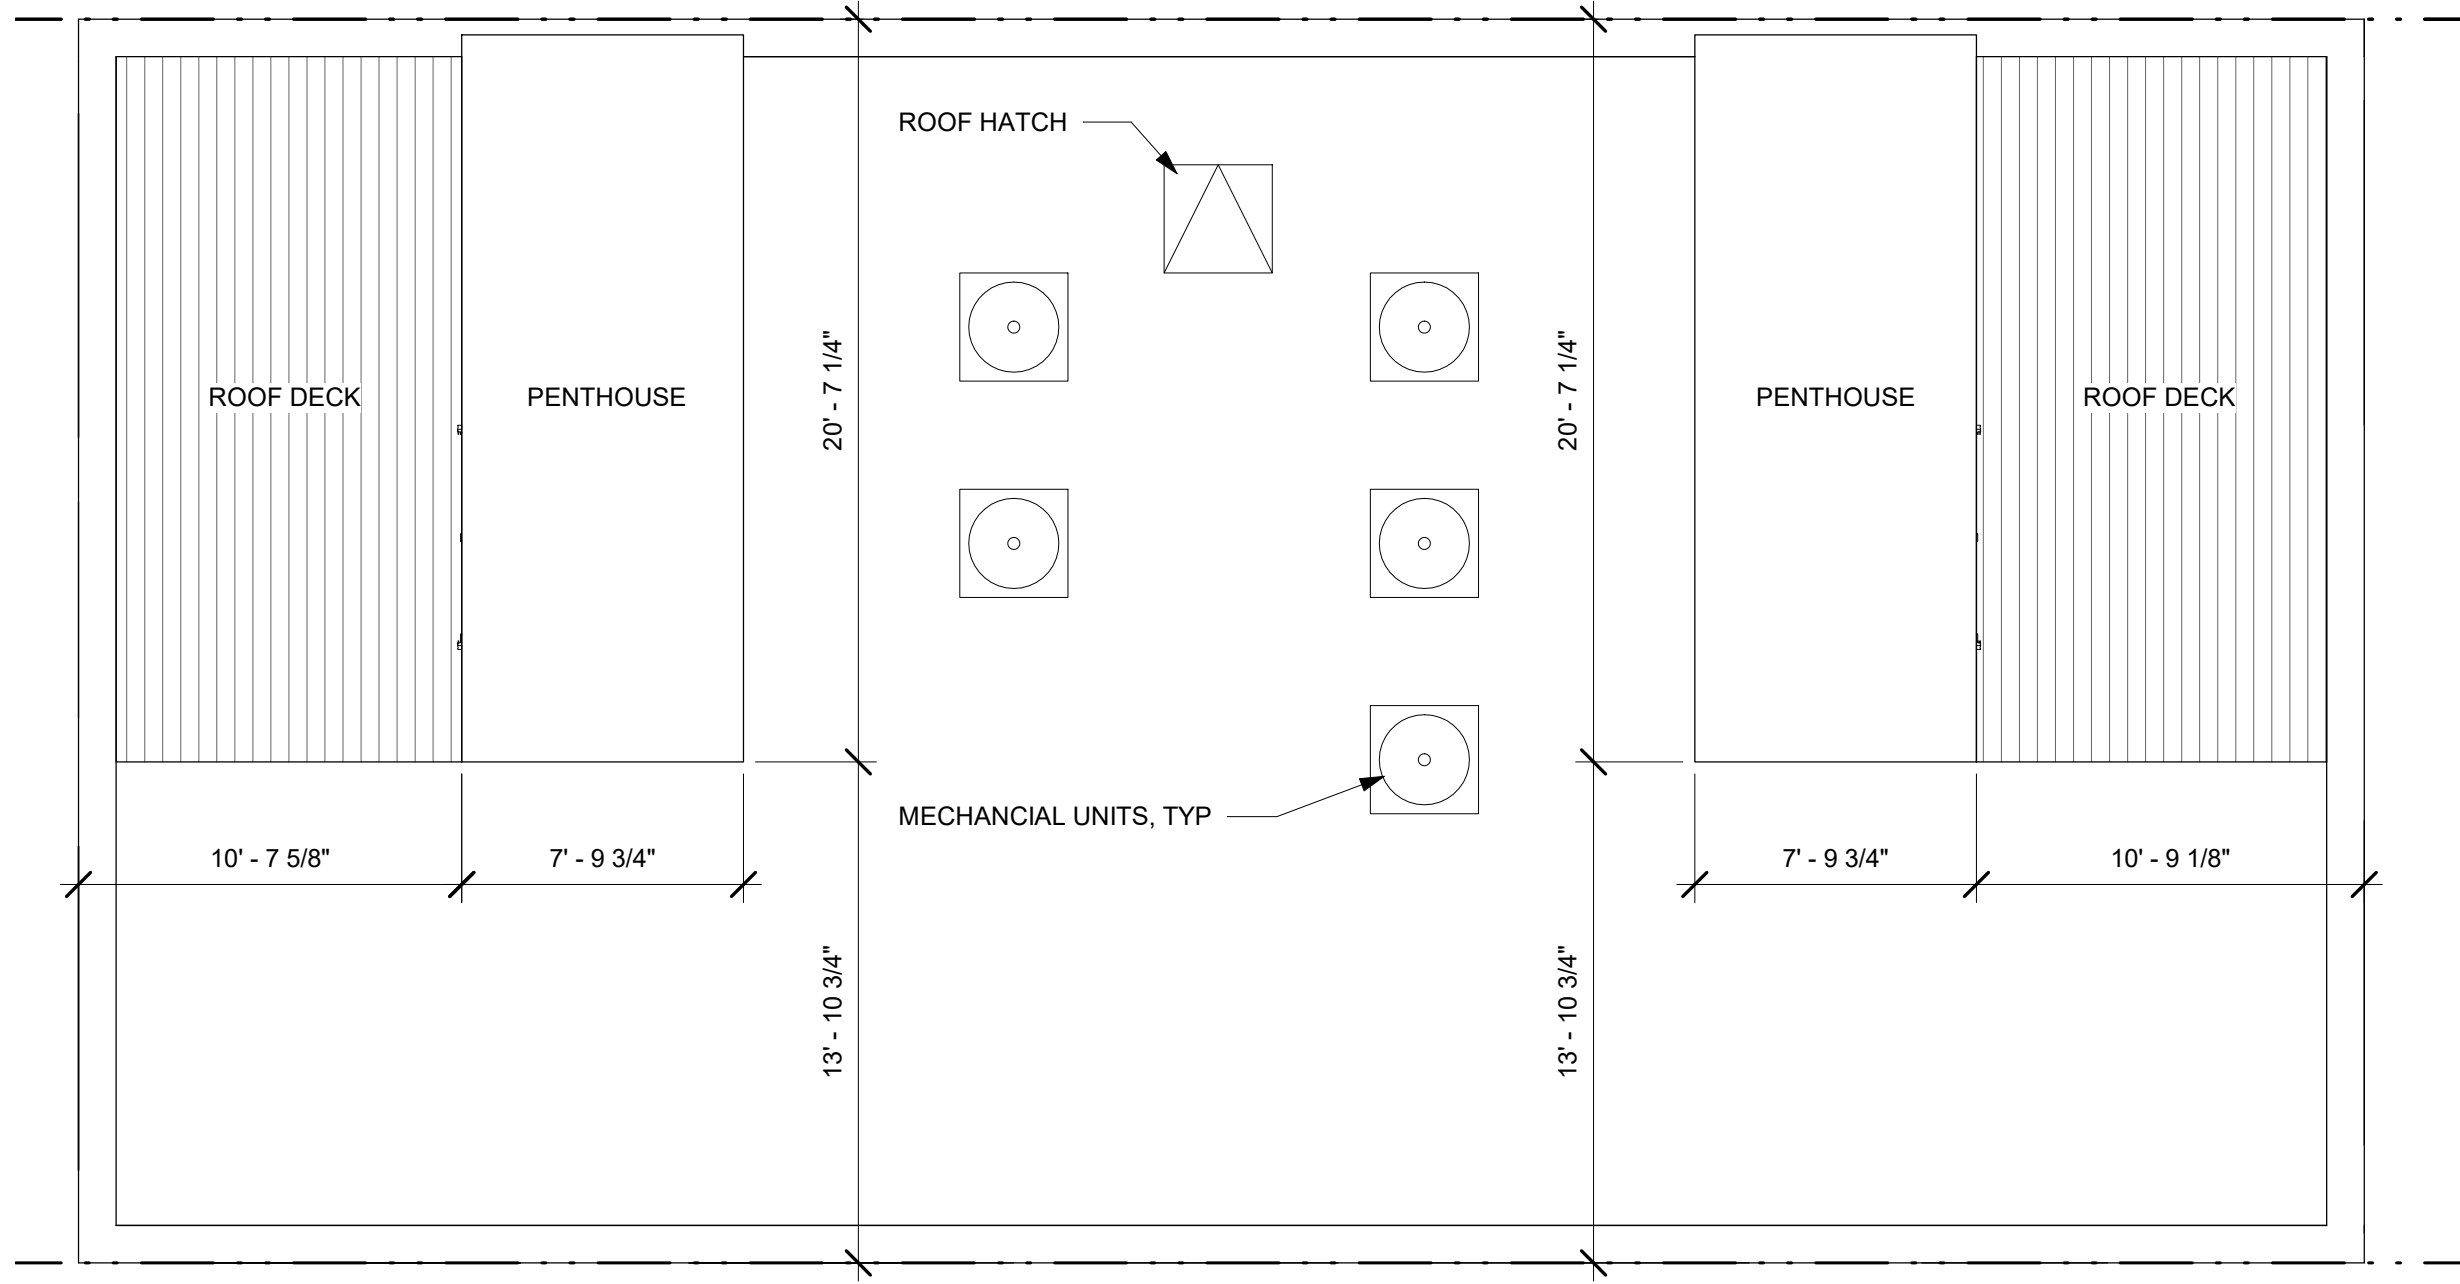 ROOF HATCH
20' - 7 1/4"
20' - 7 1/4"
ROOF DECK
PENTHOUSE
PENTHOUSE
ROOF DECK
MECHANCIAL UNITS, TYP
10' - 7 5/8"
7' - 9 3/4"
7' - 9 3/4"
10' - 9 1/8"
13' - 10 3/4"
13' - 10 3/4"